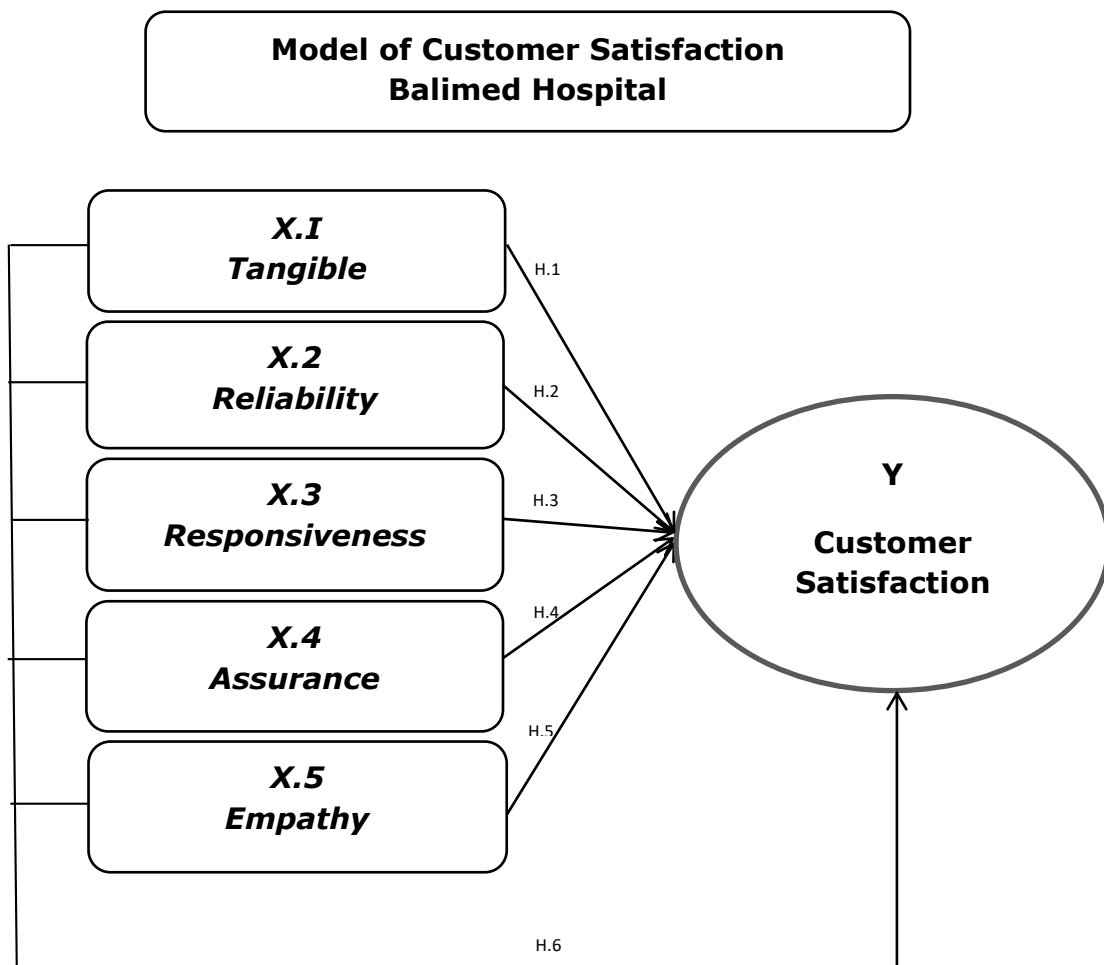 Model of Customer Satisfaction
Balimed Hospital
X.I
Tangible
H.1
X.2
Reliability
H.2
X.3
Responsiveness
H.3
Y
Customer
Satisfaction
X.4
Assurance
H.4
X.5
Empathy
H.5
H.6